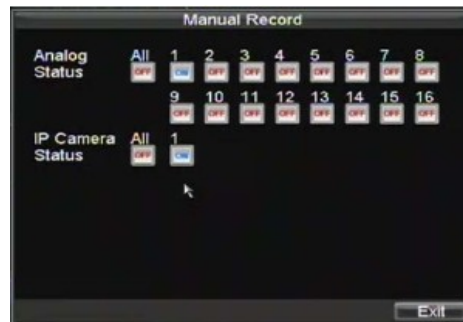 Manual Record
Analog All 1 2 3 4 5 6 7 8
Status OFF ON OFF OFF OFF OFF OFF OFF OFF
9 10 11 12 13 14 15 16
OFF OFF OFF OFF OFF OFF OFF OFF
IP Camera All 1
Status OFF ON
Exit